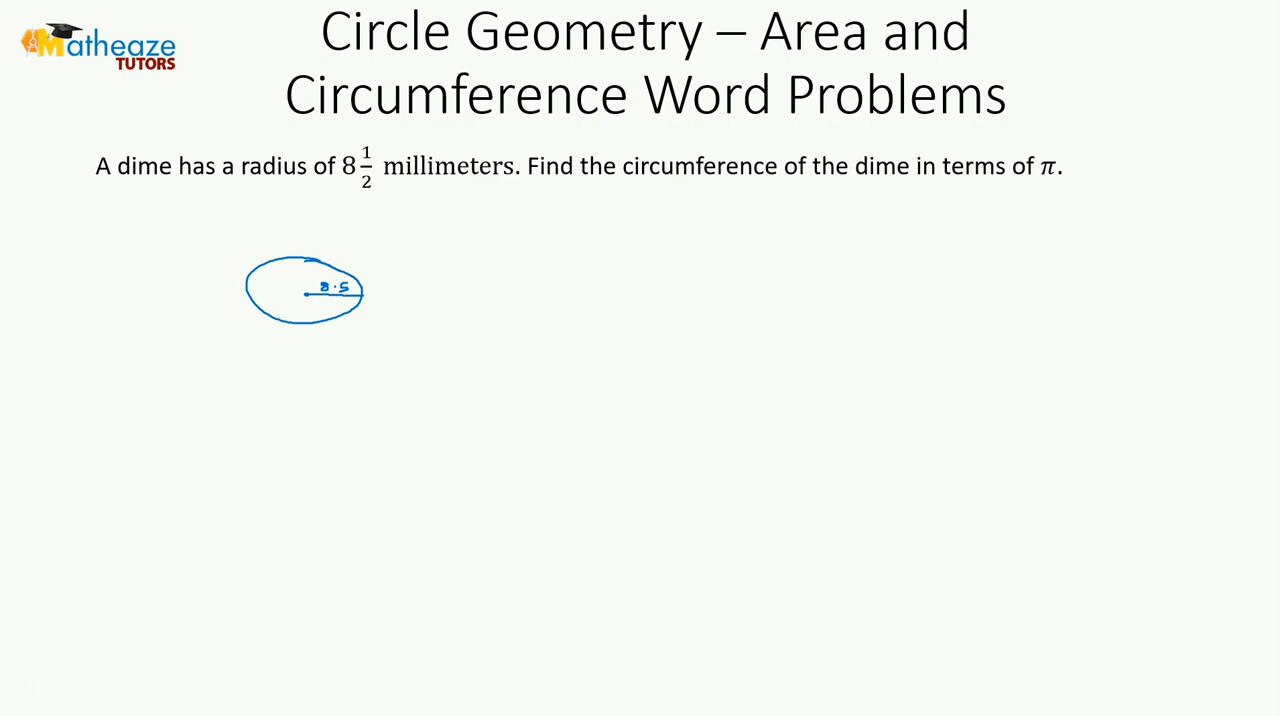 Matheaze
TUTORS
Circle Geometry – Area and
Circumference Word Problems
A dime has a radius of 8 1/2 millimeters. Find the circumference of the dime in terms of π.
8.5